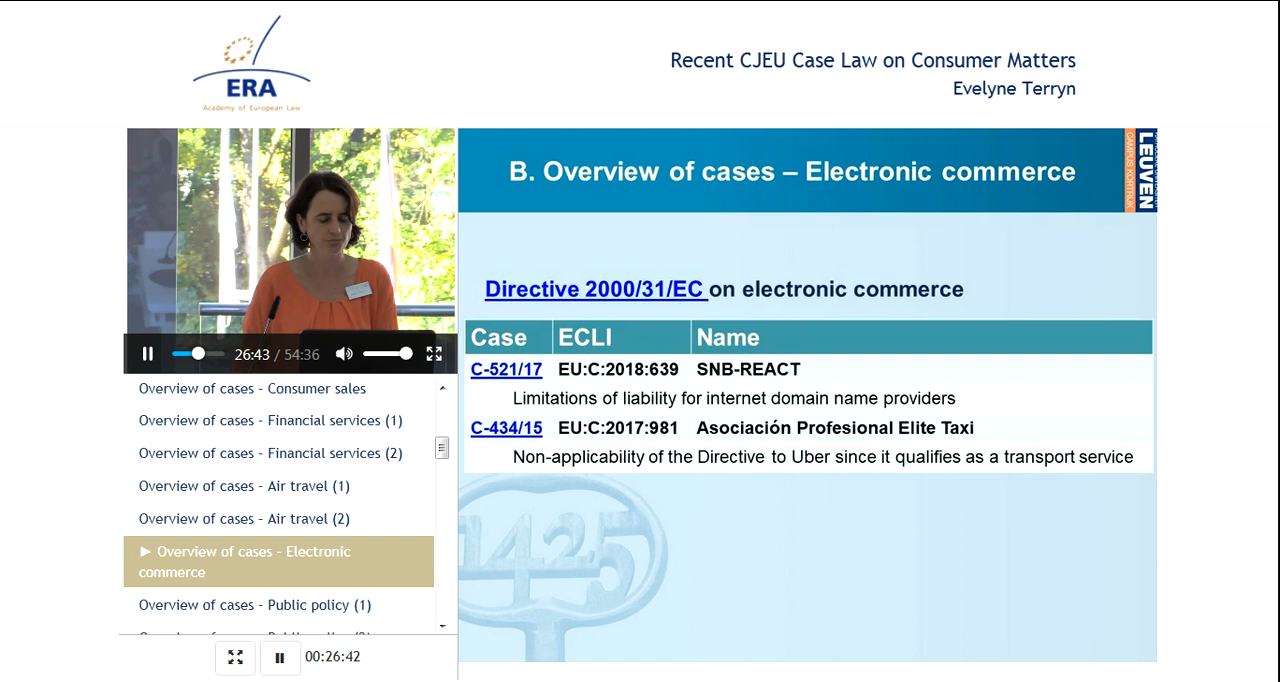 ERA
Academy of European Law
Recent CJEU Case Law on Consumer Matters
Evelyne Terryn
26:43 / 54:36
Overview of cases – Consumer sales
Overview of cases – Financial services (1)
Overview of cases – Financial services (2)
Overview of cases – Air travel (1)
Overview of cases – Air travel (2)
► Overview of cases – Electronic
commerce
Overview of cases – Public policy (1)
00:26:42
B. Overview of cases – Electronic commerce
LEUVEN
CAMPUS KORTRIJK
Directive 2000/31/EC on electronic commerce
Case ECLI Name
C-521/17 EU:C:2018:639 SNB-REACT
Limitations of liability for internet domain name providers
C-434/15 EU:C:2017:981 Asociación Profesional Elite Taxi
Non-applicability of the Directive to Uber since it qualifies as a transport service
1425